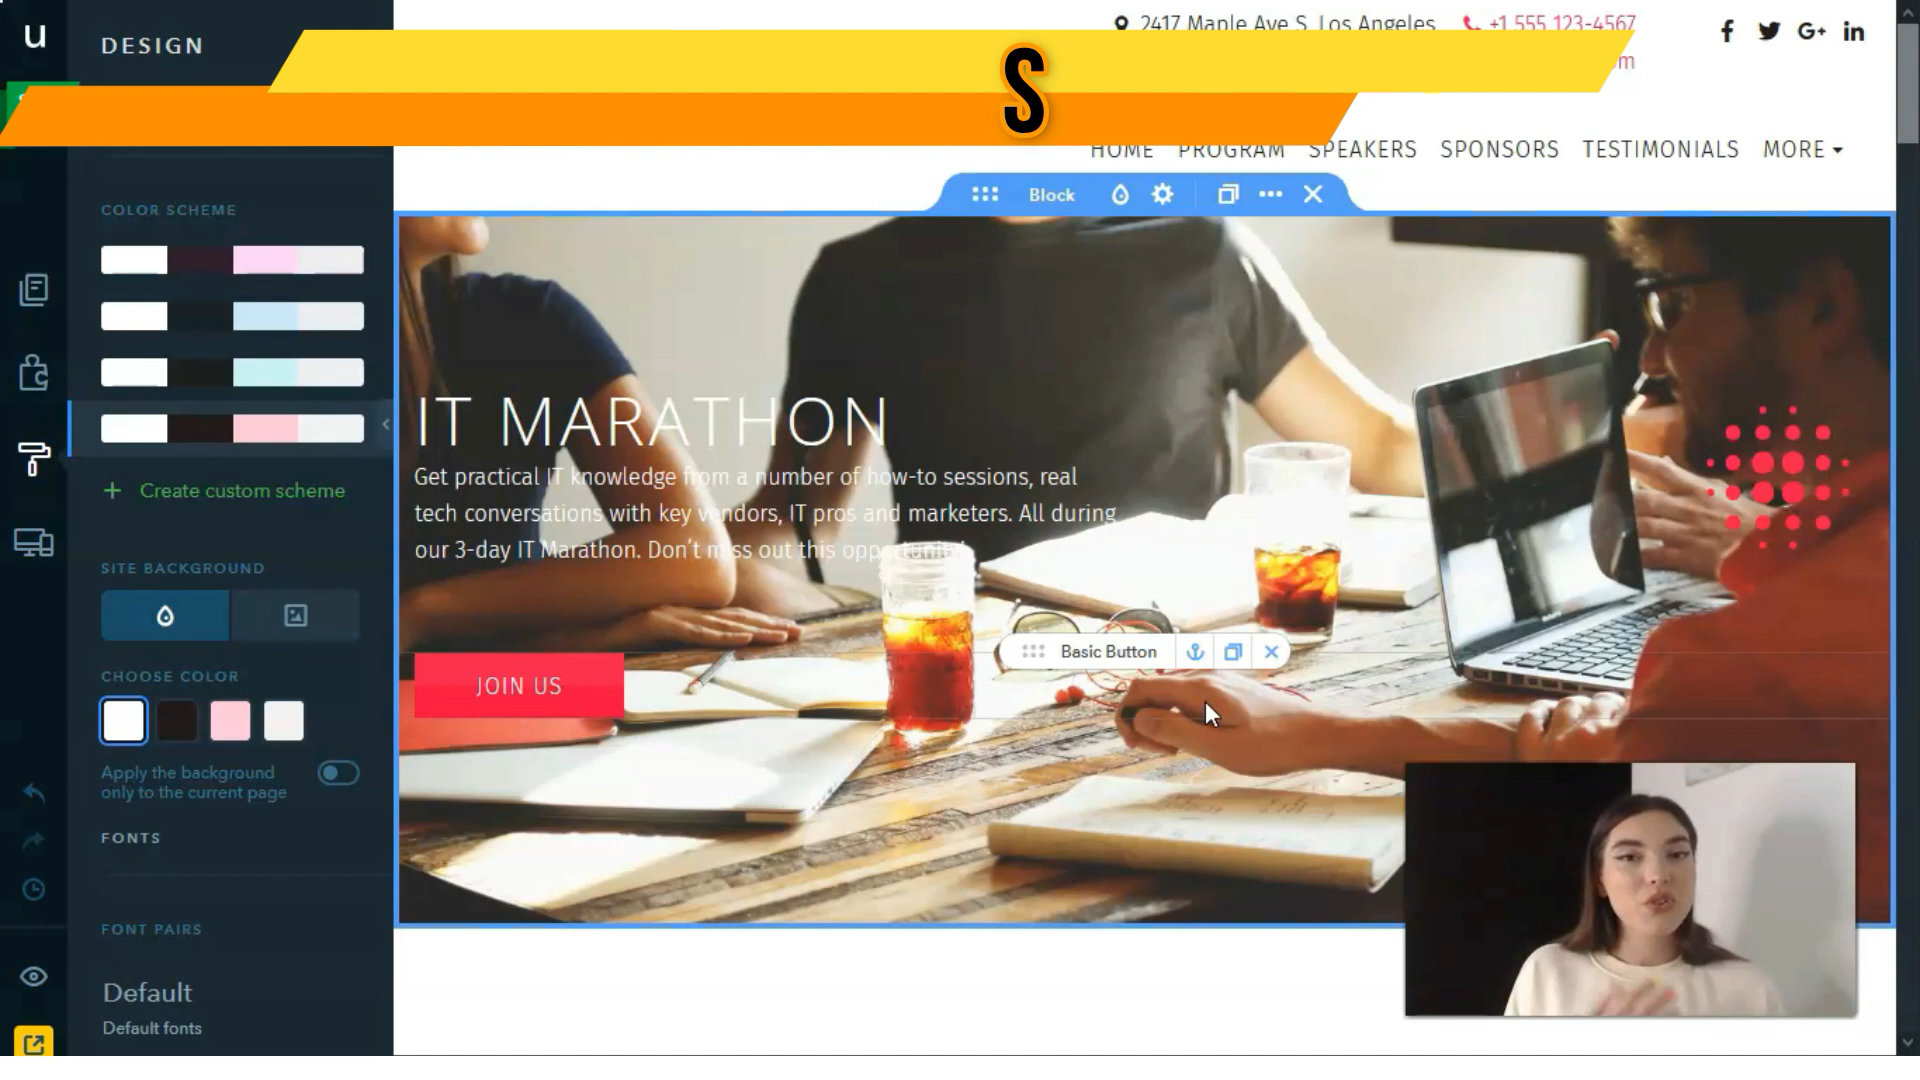 u
DESIGN
S
2417 Maple Ave S, Los Angeles
+1 555 123-4567
m
HOME PROGRAM SPEAKERS SPONSORS TESTIMONIALS MORE
Block
COLOR SCHEME
Create custom scheme
SITE BACKGROUND
CHOOSE COLOR
Apply the background
only to the current page
FONTS
FONT PAIRS
Default
Default fonts
IT MARATHON
Get practical IT knowledge from a number of how-to sessions, real
tech conversations with key vendors, IT pros and marketers. All during
our 3-day IT Marathon. Don't miss out this opportunity!
Basic Button
JOIN US
f G+ in